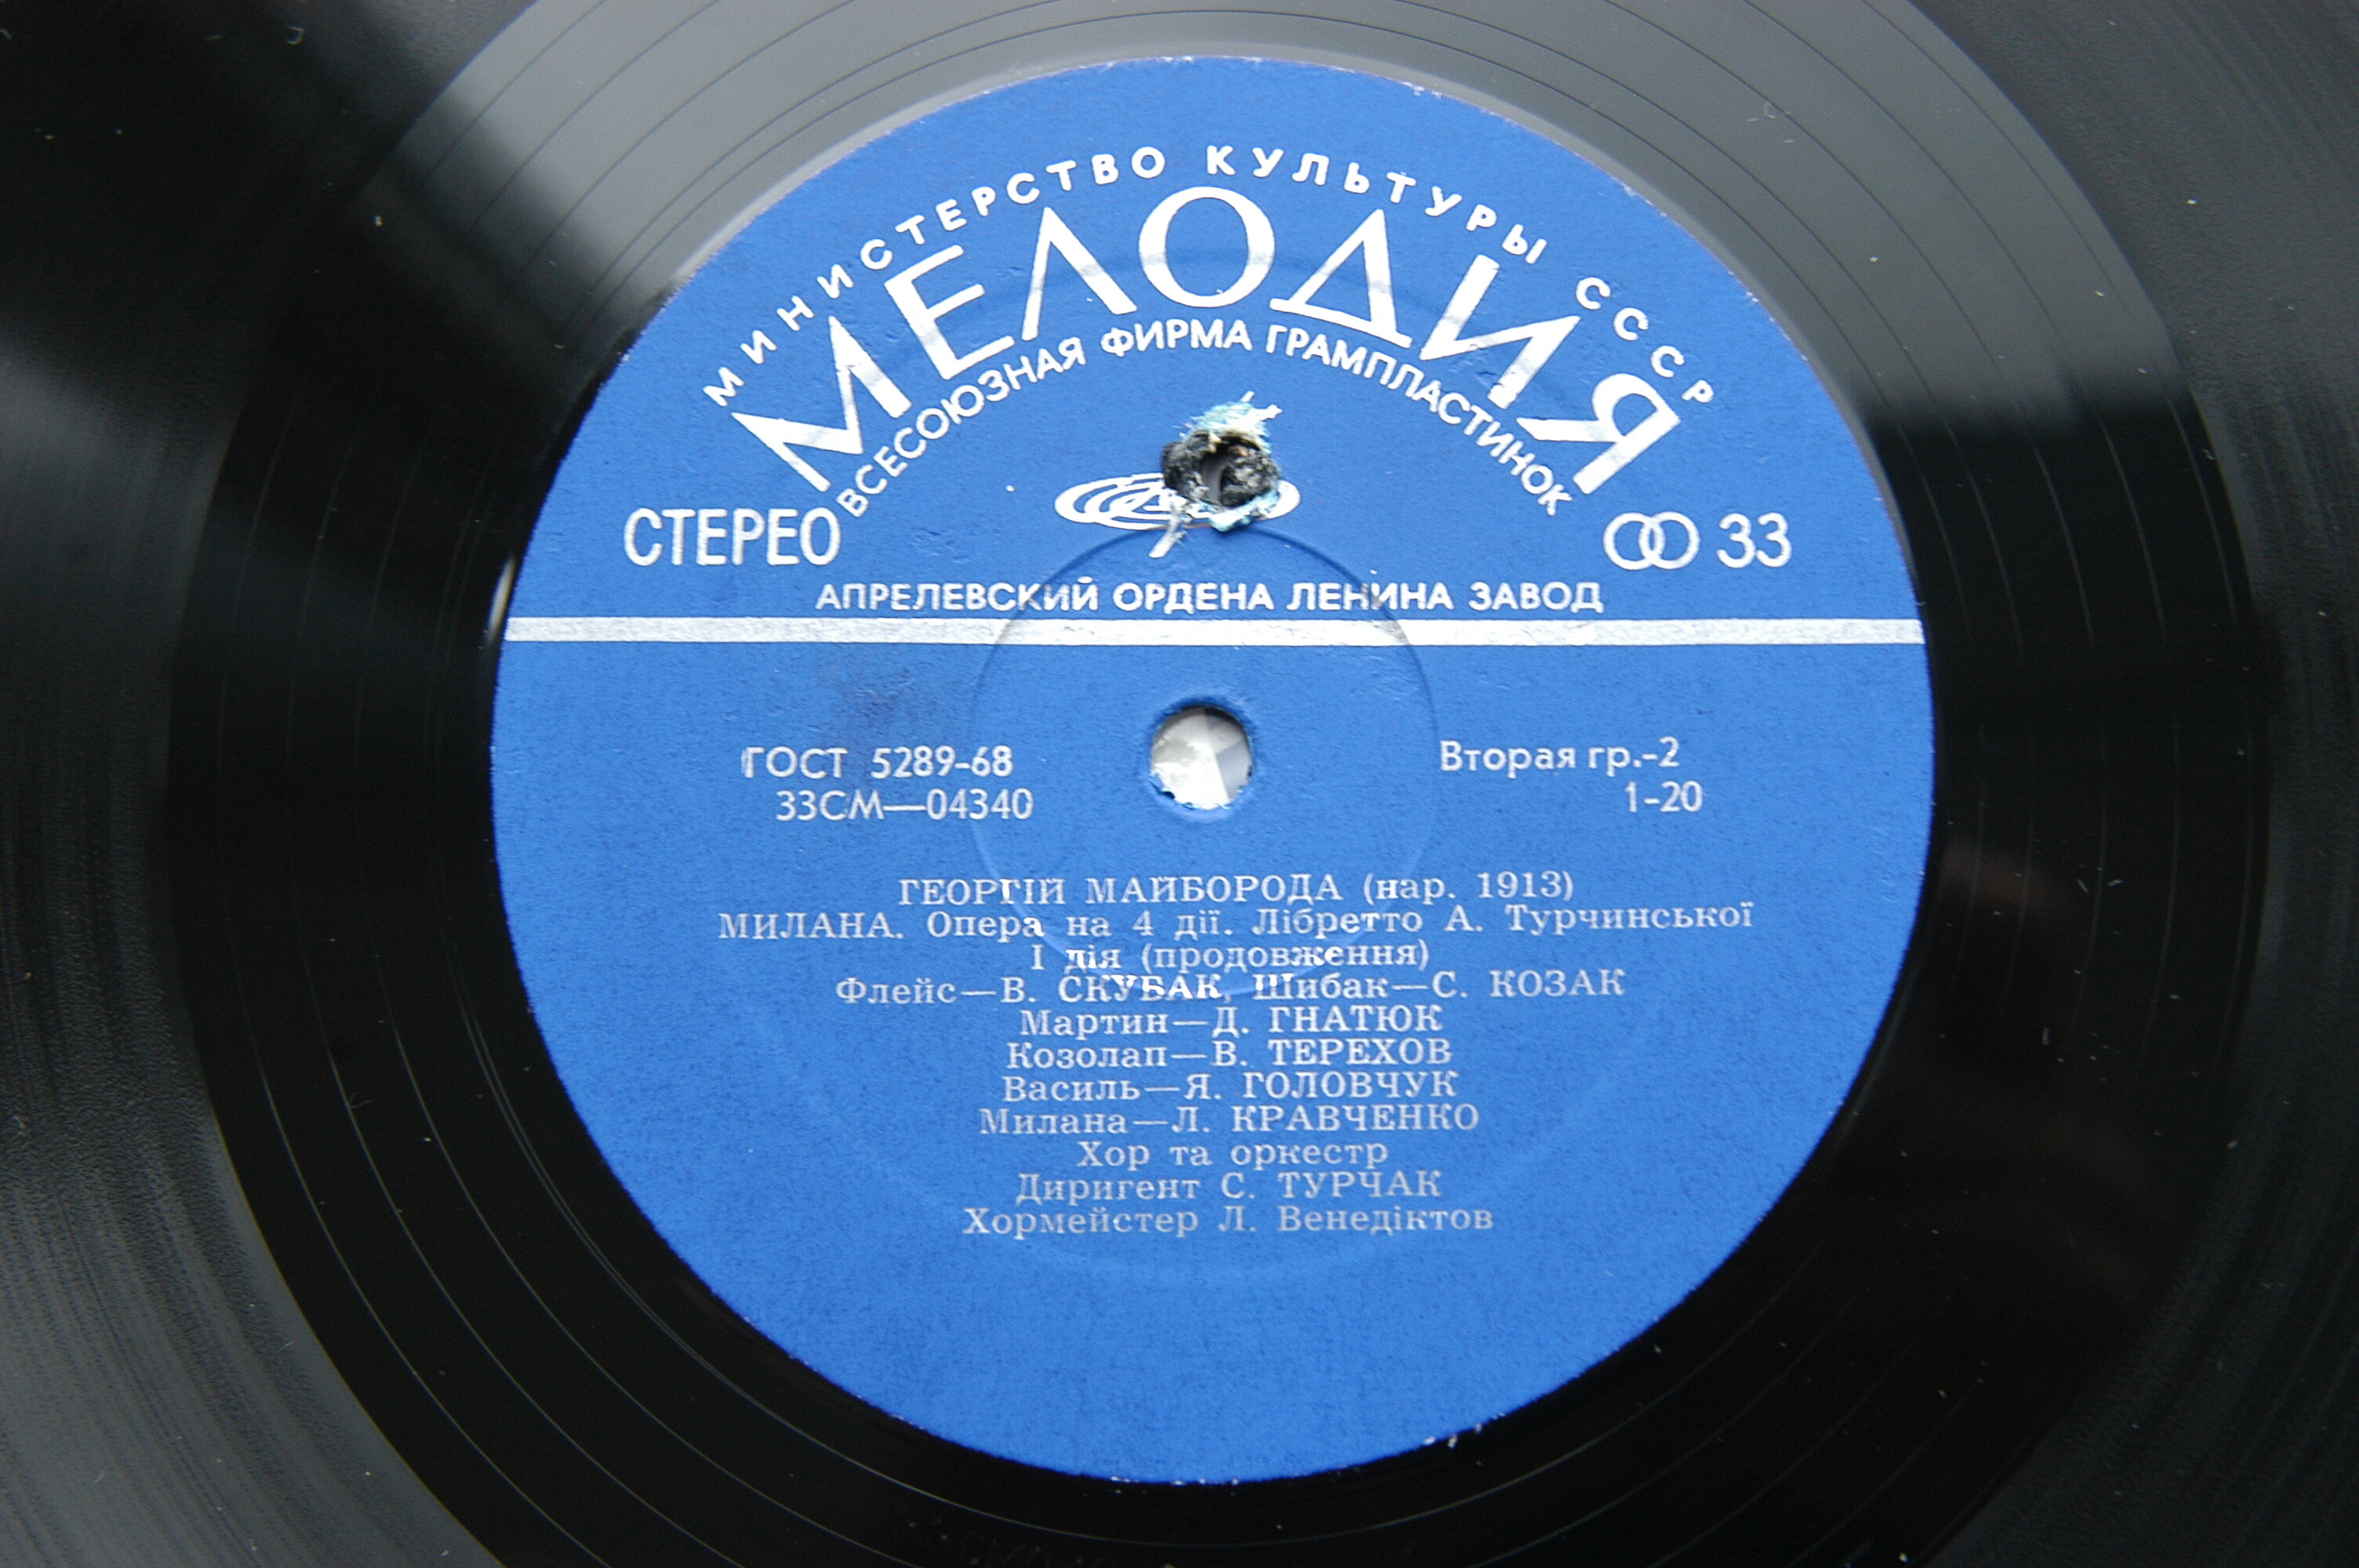 МИНИСТЕРСТВО КУЛЬТУРЫ СССР
МЕЛОДИЯ
ВСЕСОЮЗНАЯ ФИРМА ГРАМПЛАСТИНОК
СТЕРЕО 33
АПРЕЛЕВСКИЙ ОРДЕНА ЛЕНИНА ЗАВОД
ГОСТ 5289-68 Вторая гр.-2
33СМ—04340 1-20
ГЕОРГІЙ МАЙБОРОДА (нар. 1913)
МИЛАНА. Опера на 4 дії. Лібретто А. Турчинської
І дія (продовження)
Флейс—В. СКУБАК, Шибак—С. КОЗАК
Мартин—Д. ГНАТЮК
Козолап—В. ТЕРЕХОВ
Василь—Я. ГОЛОВЧУК
Милана—Л. КРАВЧЕНКО
Хор та оркестр
Диригент С. ТУРЧАК
Хормейстер Л. Венедіктов